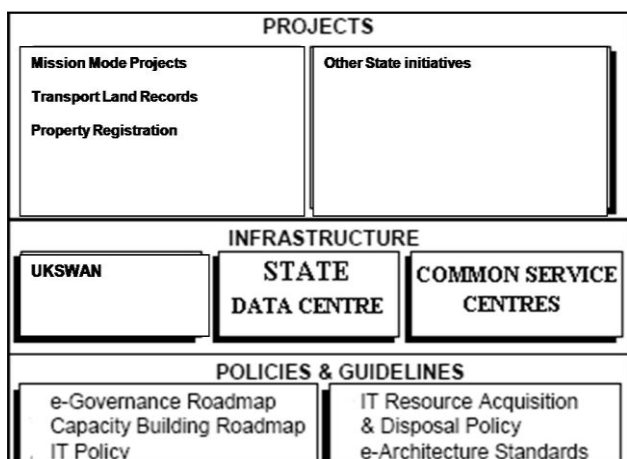 PROJECTS
Mission Mode Projects
Transport Land Records
Property Registration
Other State initiatives
INFRASTRUCTURE
UKSWAN
STATE
DATA CENTRE
COMMON SERVICE
CENTRES
POLICIES & GUIDELINES
e-Governance Roadmap
Capacity Building Roadmap
IT Policy
IT Resource Acquisition
& Disposal Policy
e-Architecture Standards